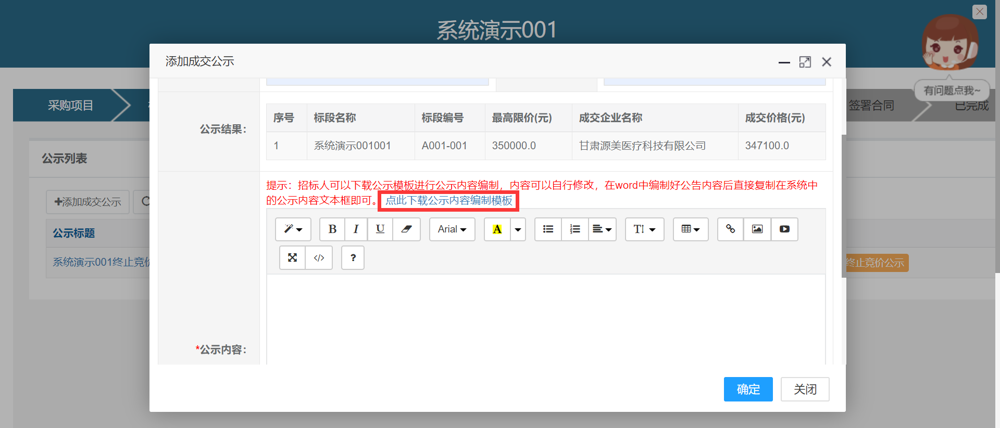 系统演示001
添加成交公示
有问题点我~
采购项目
签署合同
已完成
公示列表
添加成交公示
公示标题
系统演示001终止竞价
终止竞价公示
公示结果：
序号 标段名称 标段编号 最高限价(元) 成交企业名称 成交价格(元)
1 系统演示001001 A001-001 350000.0 甘肃源美医疗科技有限公司 347100.0
提示：招标人可以下载公示模板进行公示内容编制，内容可以自行修改，在word中编制好公告内容后直接复制在系统中
的公示内容文本框即可。 点此下载公示内容编制模板
B I U Arial A T
</> ?
*公示内容：
确定 关闭